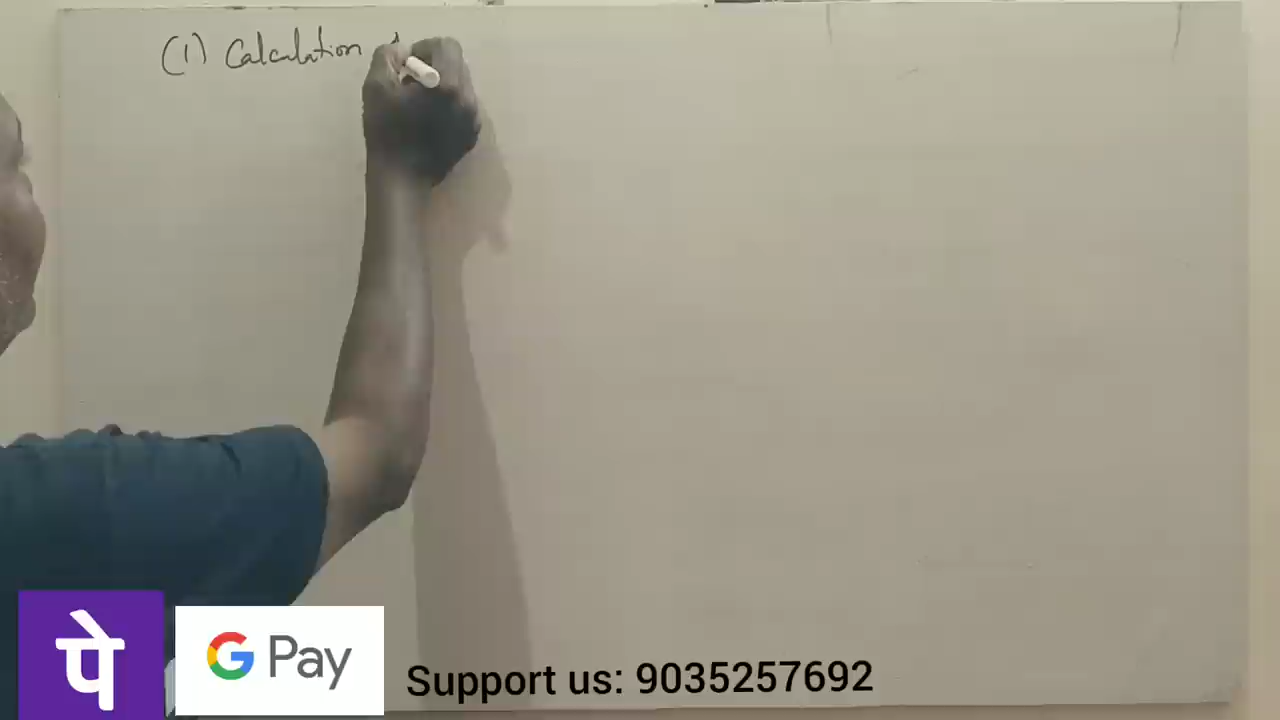 (1) Calculation
पे
G Pay
Support us: 9035257692